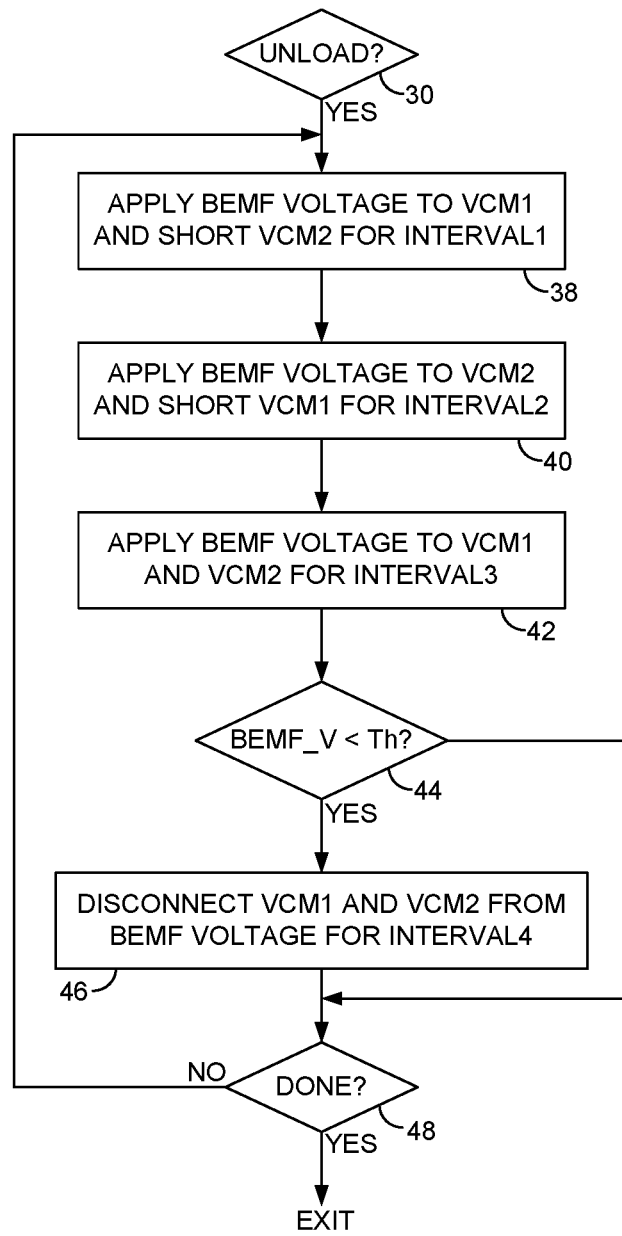 UNLOAD?
30
YES
APPLY BEMF VOLTAGE TO VCM1
AND SHORT VCM2 FOR INTERVAL1
38
APPLY BEMF VOLTAGE TO VCM2
AND SHORT VCM1 FOR INTERVAL2
40
APPLY BEMF VOLTAGE TO VCM1
AND VCM2 FOR INTERVAL3
42
BEMF_V < Th?
44
YES
DISCONNECT VCM1 AND VCM2 FROM
BEMF VOLTAGE FOR INTERVAL4
46
NO
DONE?
48
YES
EXIT